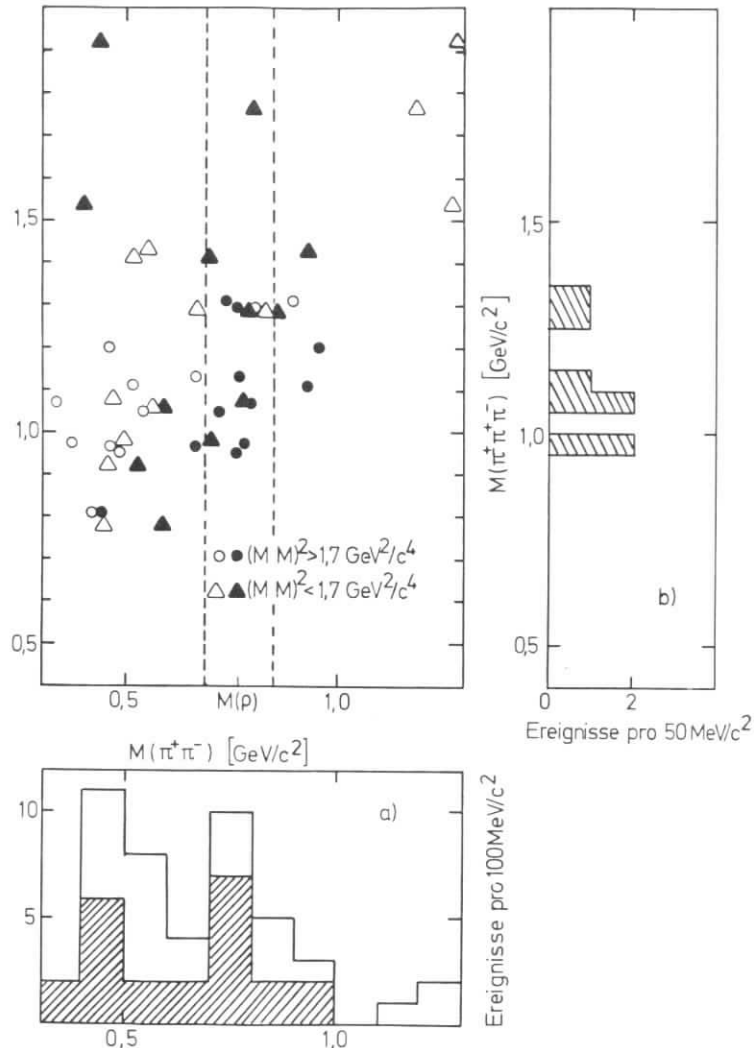 1,5
1,0
0,5
○ ● (M M)²>1,7 GeV²/c⁴
△ ▲ (M M)²<1,7 GeV²/c⁴
0,5 M(ρ) 1,0
M(π⁺π⁻) [GeV/c²]
M(π⁺π⁺π⁻) [GeV/c²]
1,5
1,0
0,5
b)
0 2
Ereignisse pro 50 MeV/c²
10
5
a)
0,5 1,0
Ereignisse pro 100 MeV/c²